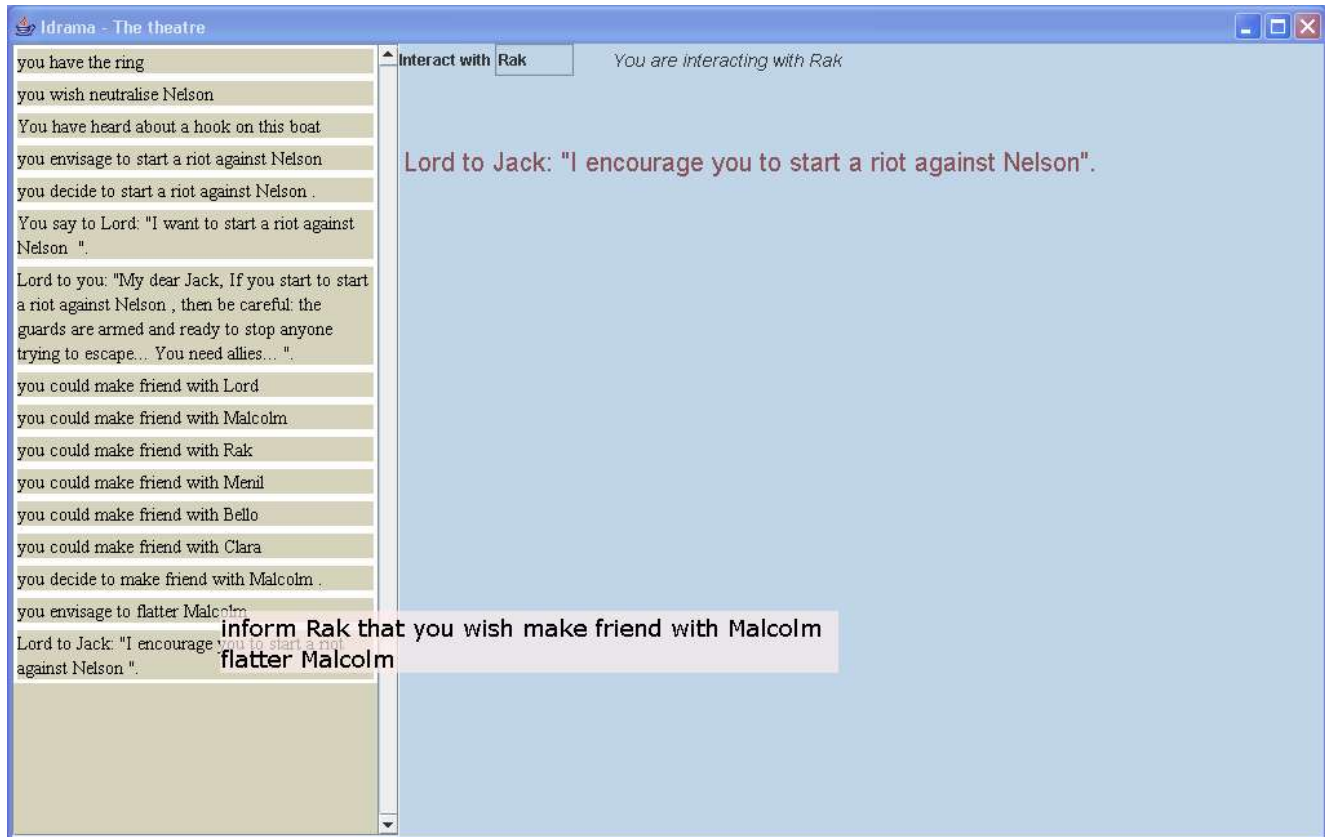 Idrama - The theatre
you have the ring
you wish neutralise Nelson
You have heard about a hook on this boat
you envisage to start a riot against Nelson
you decide to start a riot against Nelson .
You say to Lord: "I want to start a riot against
Nelson ".
Lord to you: "My dear Jack, If you start to start
a riot against Nelson , then be careful: the
guards are armed and ready to stop anyone
trying to escape... You need allies... ".
you could make friend with Lord
you could make friend with Malcolm
you could make friend with Rak
you could make friend with Menil
you could make friend with Bello
you could make friend with Clara
you decide to make friend with Malcolm .
you envisage to flatter Malcolm
Lord to Jack: "I encourage you to start a riot
against Nelson ".
Interact with Rak You are interacting with Rak
Lord to Jack: "I encourage you to start a riot against Nelson".
inform Rak that you wish make friend with Malcolm
flatter Malcolm